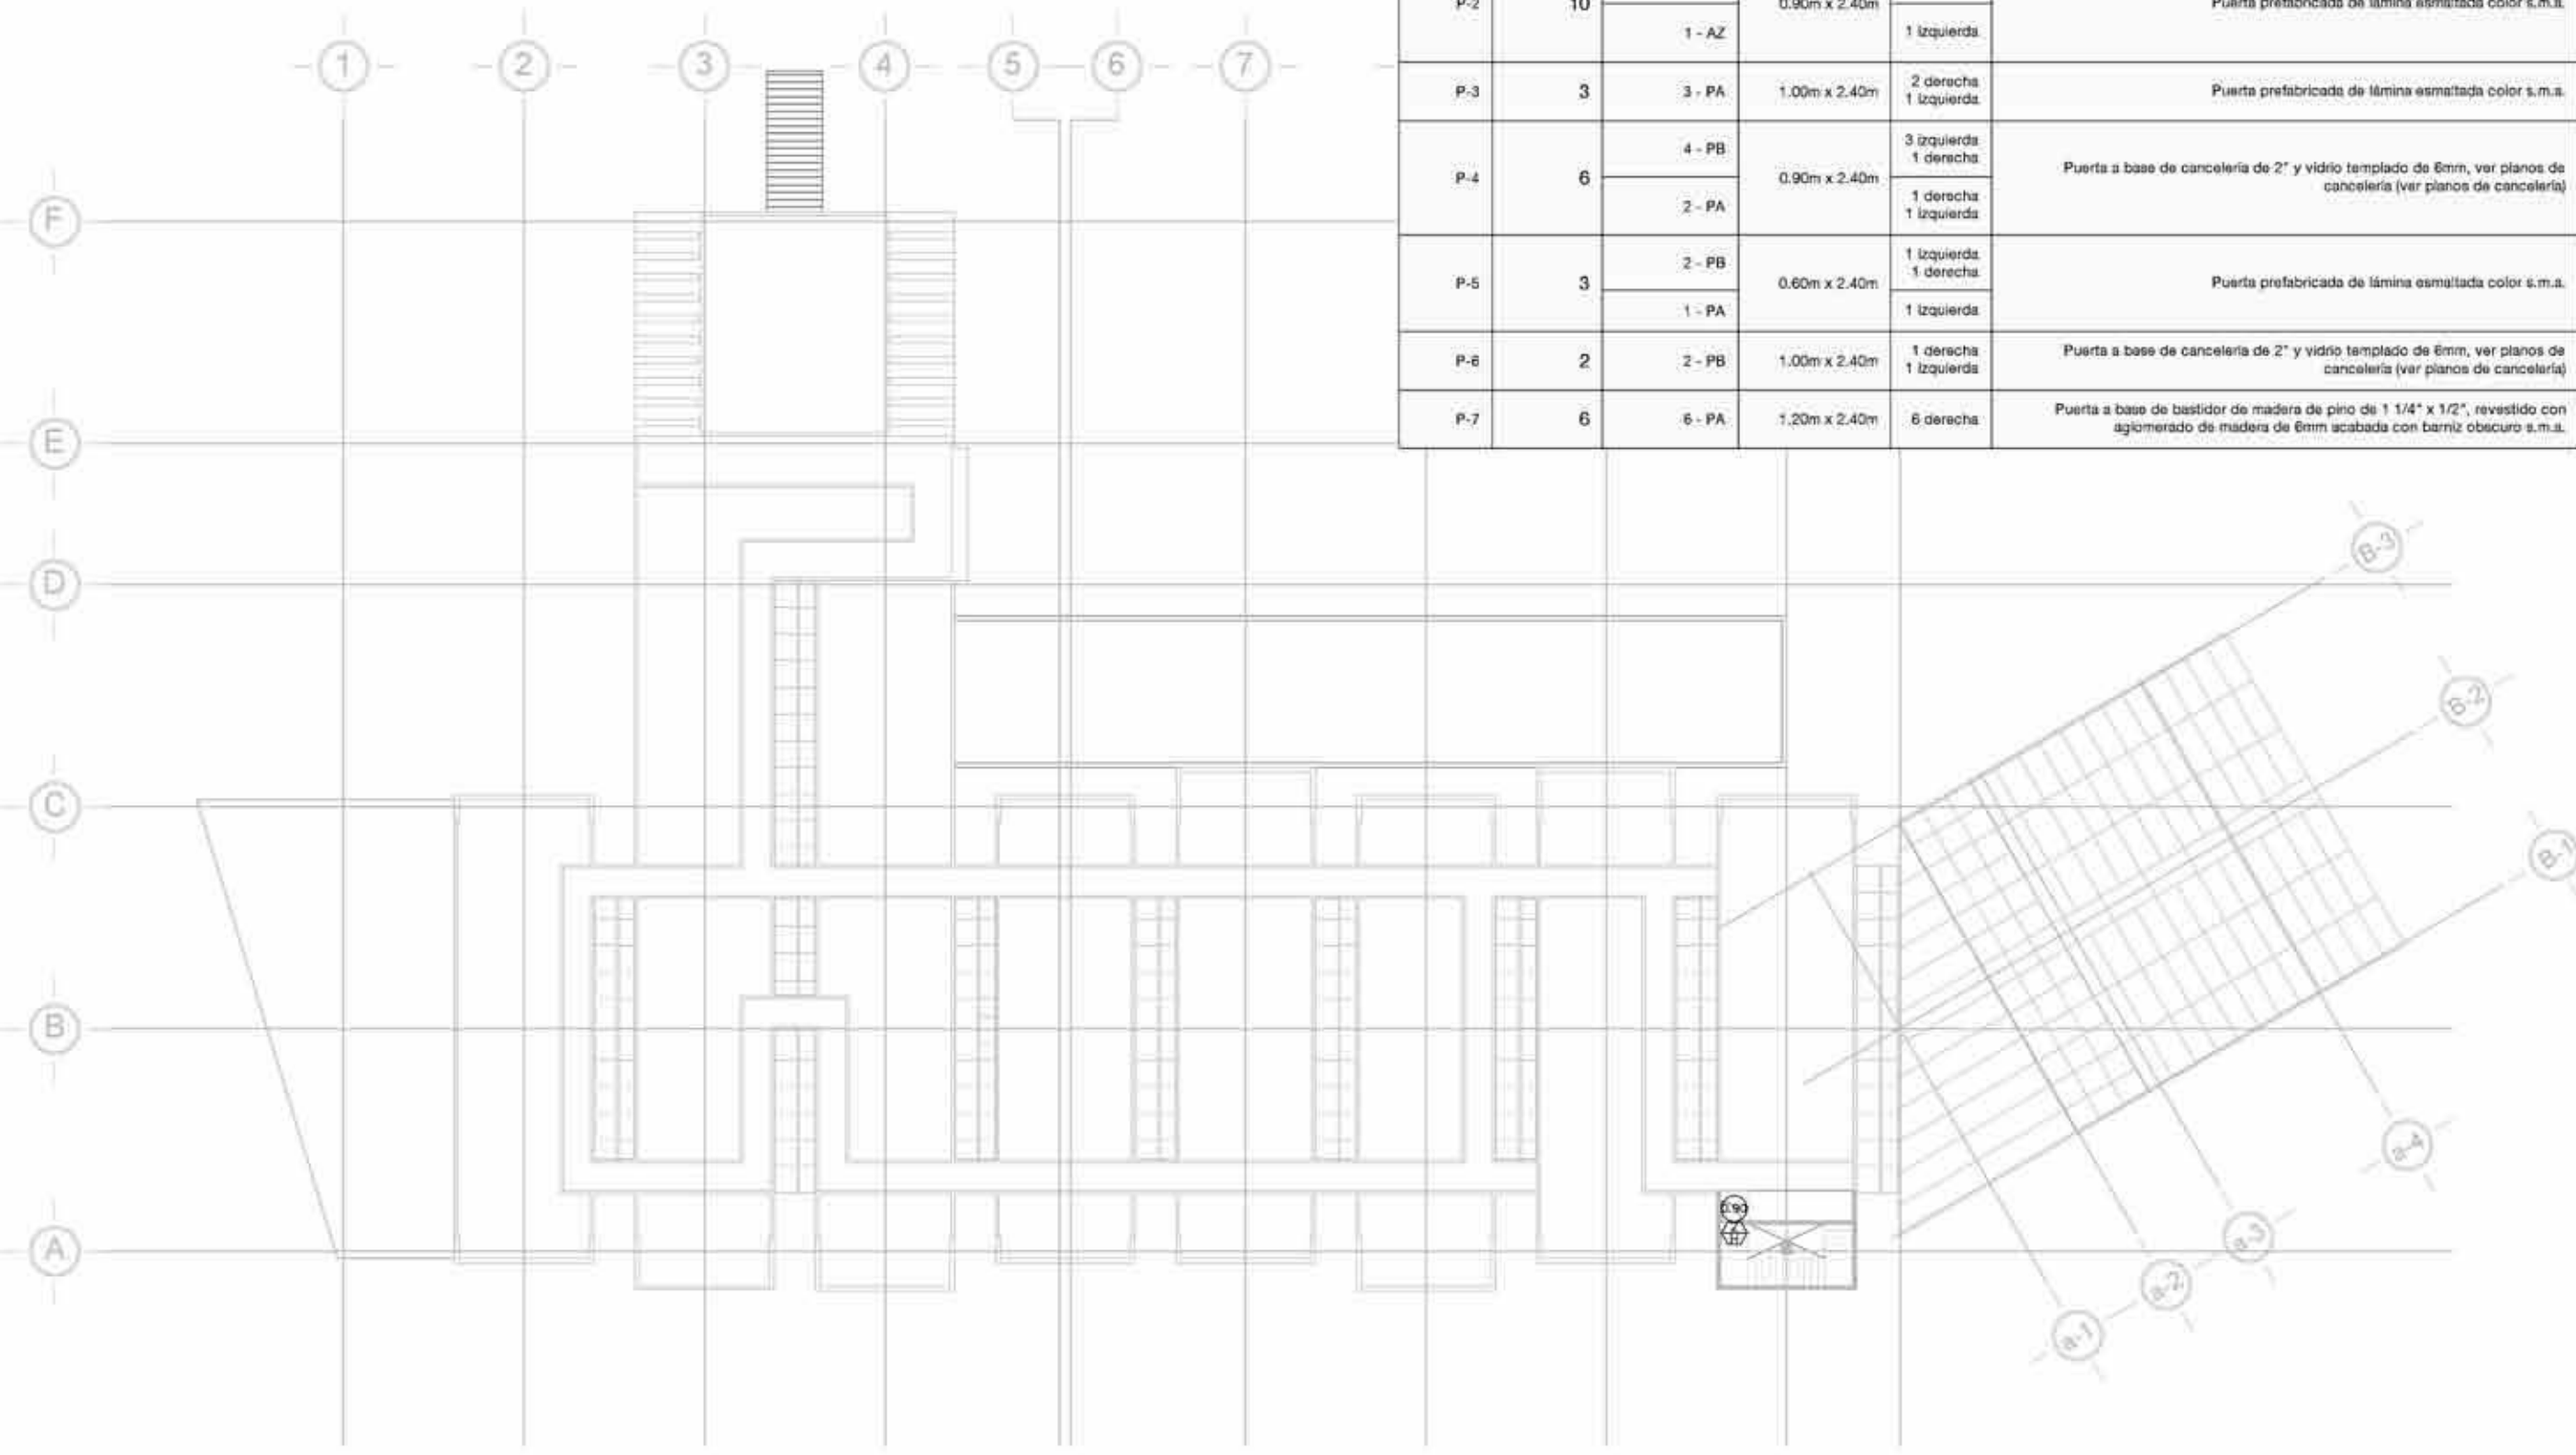 P-2 10 0.90m x 2.40m Puerta prefabricada de lámina esmaltada color s.m.a.
1 - AZ 1 izquierda
P-3 3 3 - PA 1.00m x 2.40m 2 derecha Puerta prefabricada de lámina esmaltada color s.m.a.
1 izquierda
P-4 6 4 - PB 0.90m x 2.40m 3 izquierda
1 derecha
Puerta a base de cancelería de 2" y vidrio templado de 6mm, ver planos de
cancelería (ver planos de cancelería)
2 - PA 1 derecha
1 izquierda
P-5 3 2 - PB 0.60m x 2.40m 1 izquierda
1 derecha
Puerta prefabricada de lámina esmaltada color s.m.a.
1 - PA 1 izquierda
P-6 2 2 - PB 1.00m x 2.40m 1 derecha
1 izquierda
Puerta a base de cancelería de 2" y vidrio templado de 6mm, ver planos de
cancelería (ver planos de cancelería)
P-7 6 6 - PA 1.20m x 2.40m 6 derecha
Puerta a base de bastidor de madera de pino de 1 1/4" x 1/2", revestido con
aglomerado de madera de 6mm acabada con barniz obscuro s.m.a.
1 2 3 4 5 6 7
F
E
D
C
B
A
B-3
B-2
B-1
a-4
a-3
a-2
a-1
0.90